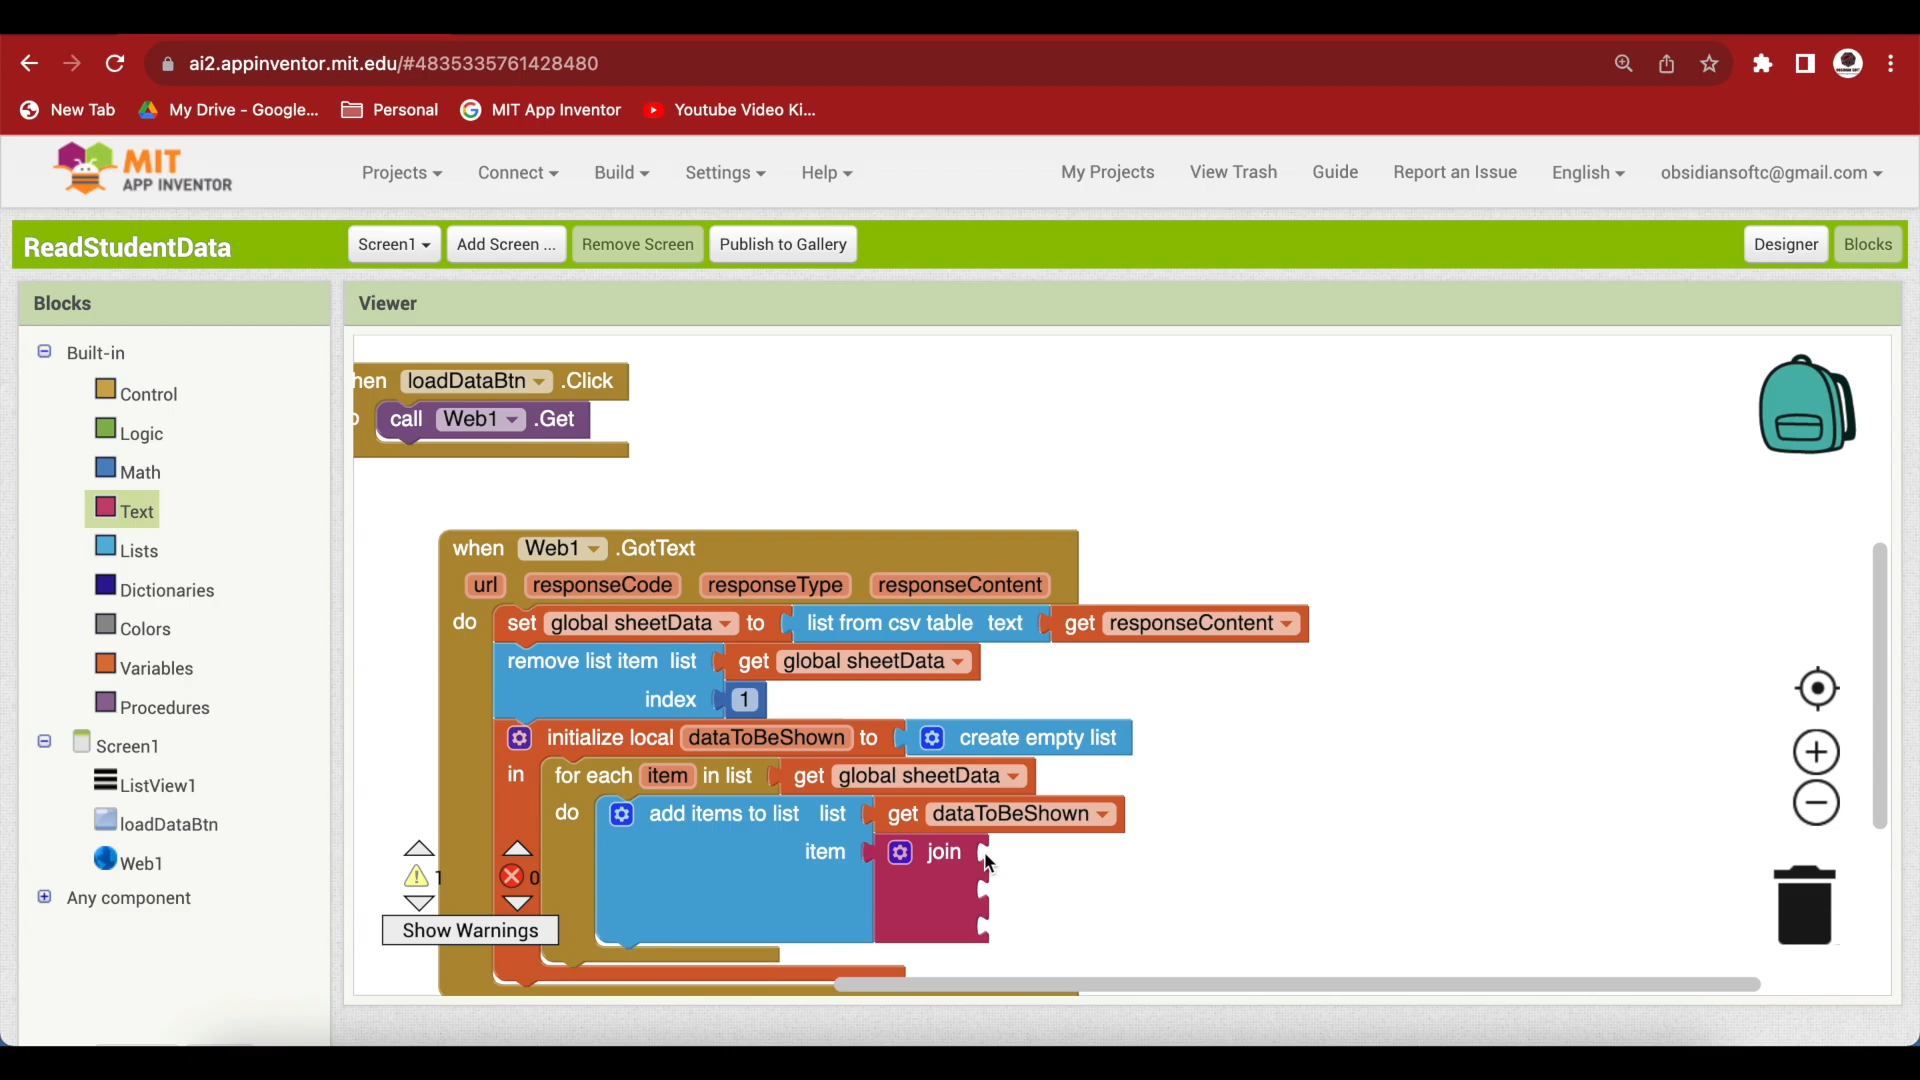 ai2.appinventor.mit.edu/#4835335761428480
New Tab My Drive - Google... Personal MIT App Inventor Youtube Video Ki...
MIT
APP INVENTOR
Projects Connect Build Settings Help My Projects View Trash Guide Report an Issue English obsidiansoftc@gmail.com
ReadStudentData Screen1 Add Screen ... Remove Screen Publish to Gallery Designer Blocks
Blocks Viewer
Built-in
Control
Logic
Math
Text
Lists
Dictionaries
Colors
Variables
Procedures
Screen1
ListView1
loadDataBtn
Web1
Any component
hen loadDataBtn .Click
call Web1 .Get
when Web1 .GotText
url responseCode responseType responseContent
do set global sheetData to list from csv table text get responseContent
remove list item list get global sheetData
index 1
initialize local dataToBeShown to create empty list
in for each item in list get global sheetData
do add items to list list get dataToBeShown
item join
1 0
Show Warnings